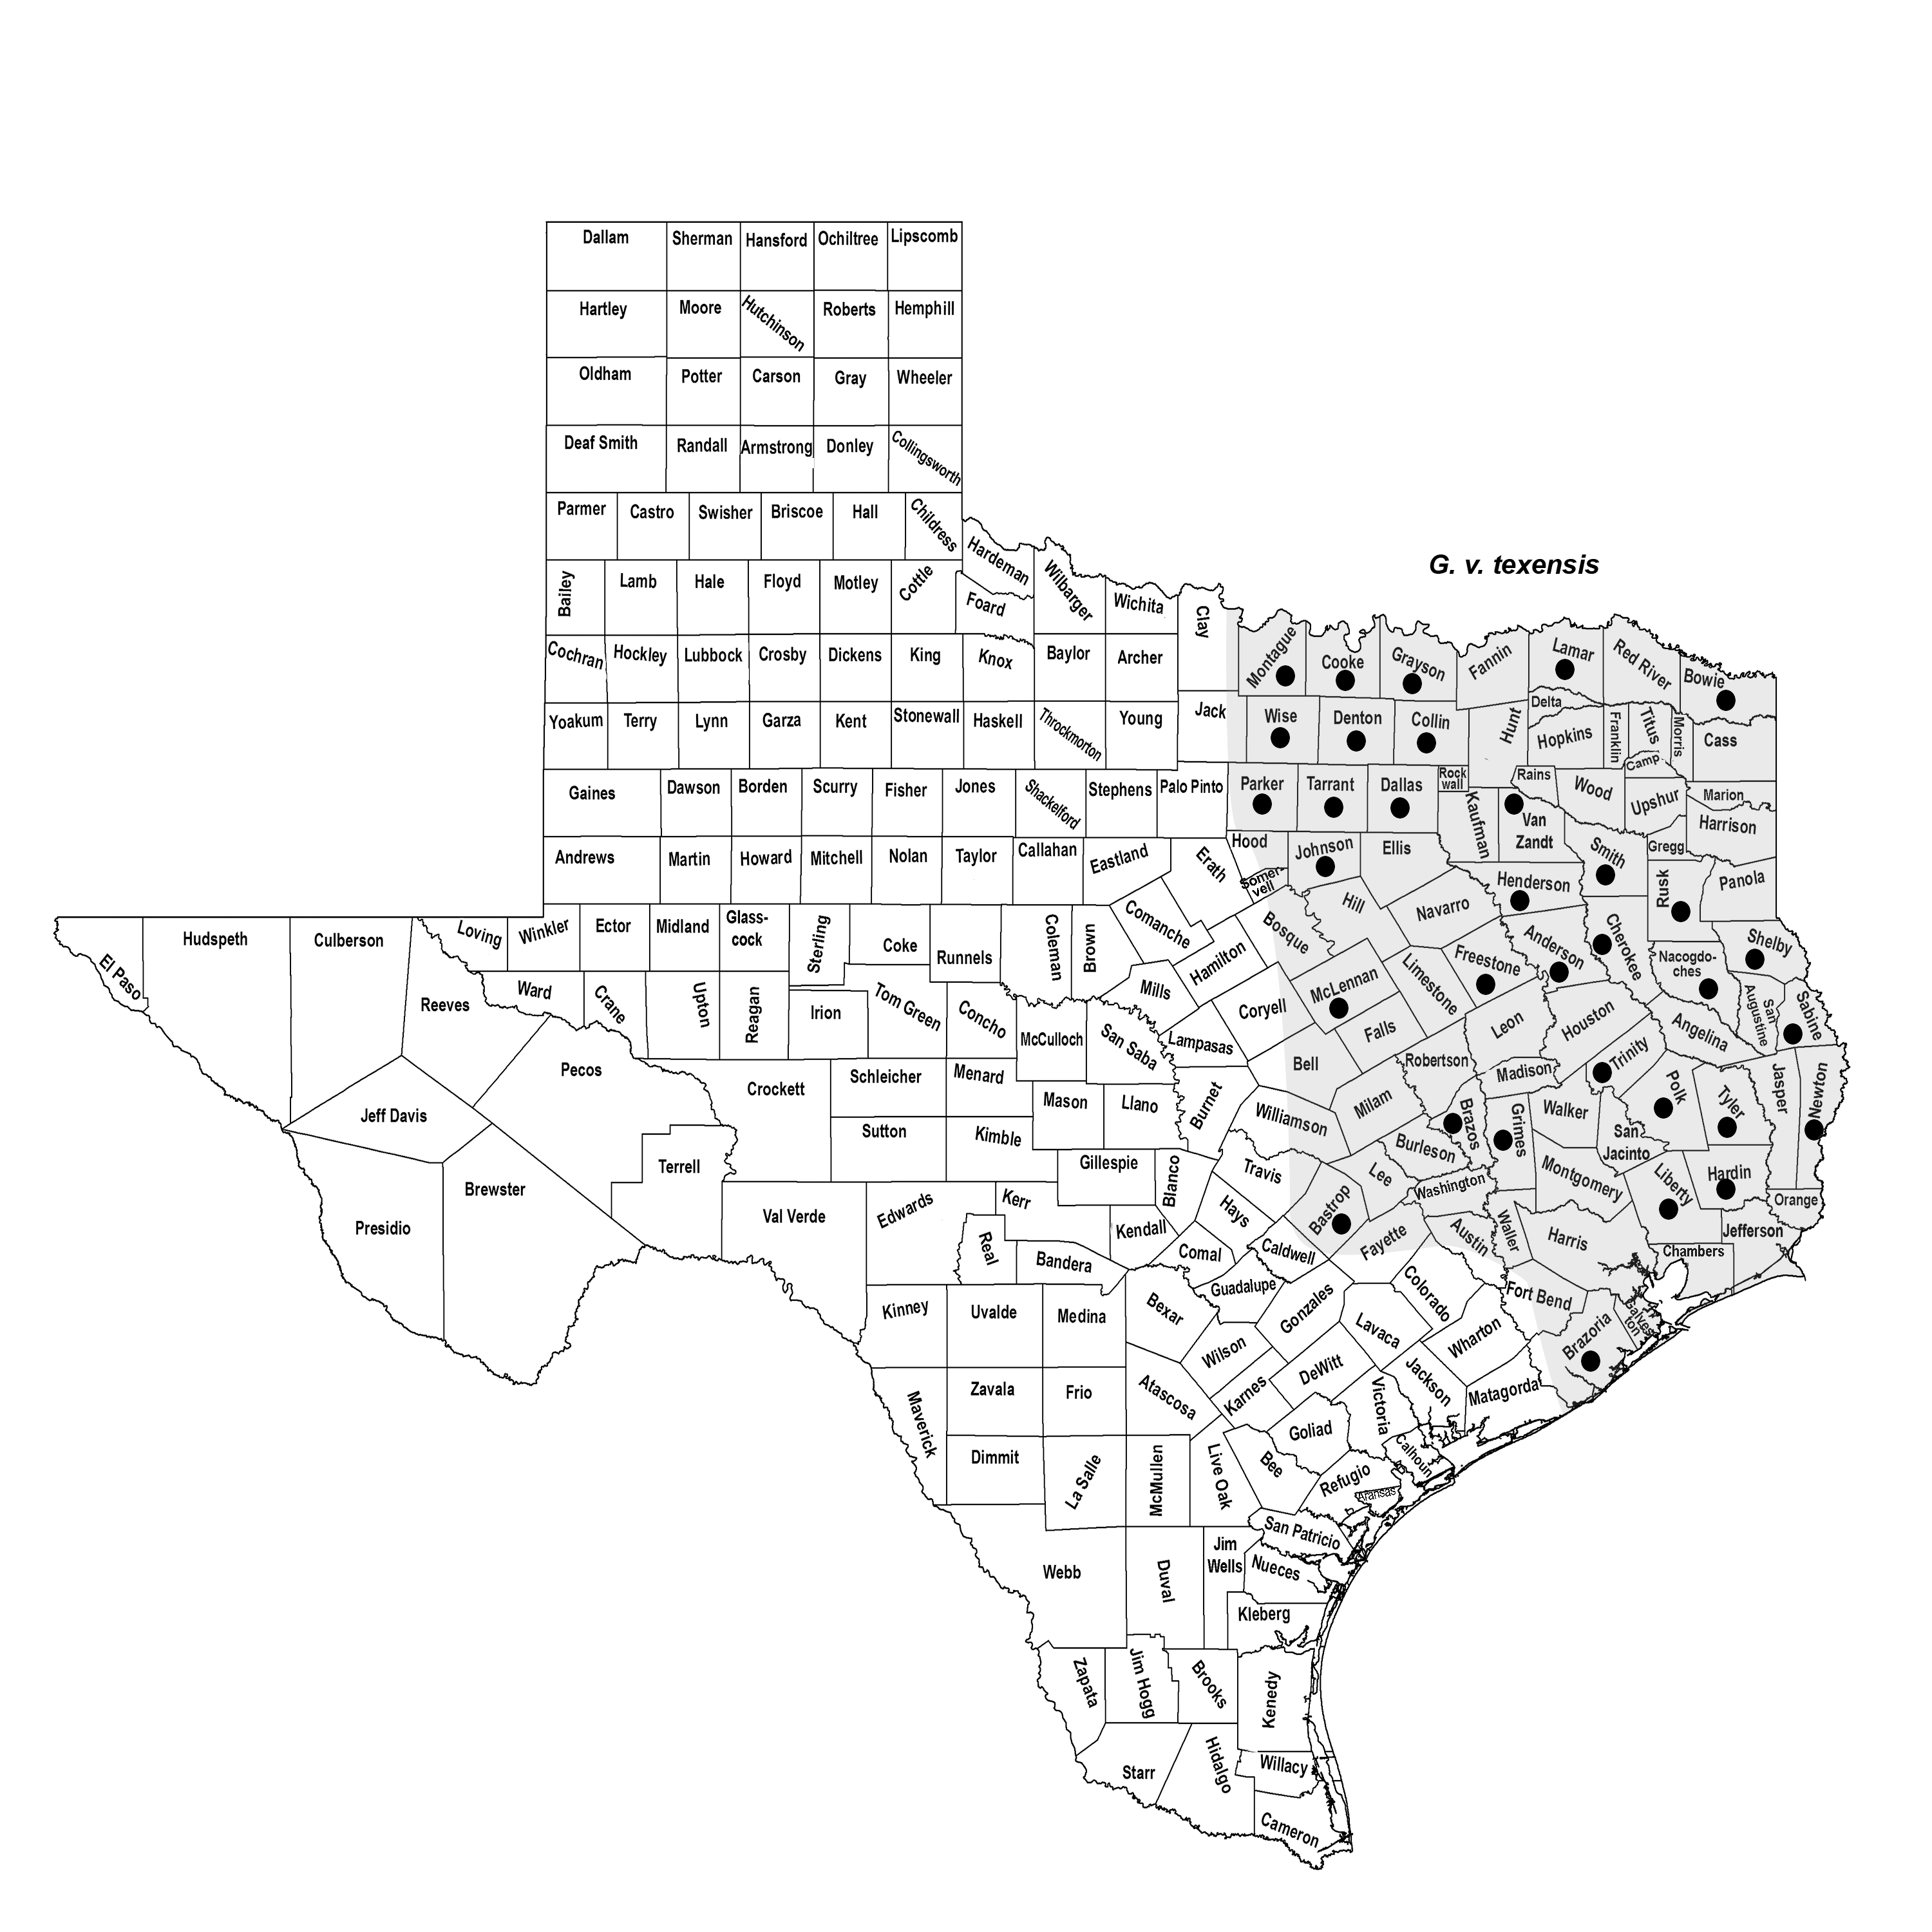 Dallam
Sherman
Hansford
Ochiltree
Lipscomb
Hartley
Moore
Hutchinson
Roberts
Hemphill
Oldham
Potter
Carson
Gray
Wheeler
Deaf Smith
Randall
Armstrong
Donley
Collingsworth
Parmer
Castro
Swisher
Briscoe
Hall
Childress
Hardeman
G. v. texensis
Bailey
Lamb
Hale
Floyd
Motley
Cottle
Foard
Wilbarger
Wichita
Clay
Montague
Cooke
Grayson
Fannin
Lamar
Red River
Bowie
Cochran
Hockley
Lubbock
Crosby
Dickens
King
Knox
Baylor
Archer
Yoakum
Terry
Lynn
Garza
Kent
Stonewall
Haskell
Throckmorton
Young
Jack
Wise
Denton
Collin
Hunt
Delta
Hopkins
Franklin
Titus
Morris
Cass
Camp
Gaines
Dawson
Borden
Scurry
Fisher
Jones
Shackelford
Stephens
Palo Pinto
Parker
Tarrant
Dallas
Rock
wall
Kaufman
Rains
Van
Zandt
Wood
Upshur
Marion
Harrison
Andrews
Martin
Howard
Mitchell
Nolan
Taylor
Callahan
Eastland
Erath
Hood
Somer
vell
Johnson
Ellis
Henderson
Smith
Gregg
Rusk
Panola
El Paso
Hudspeth
Culberson
Loving
Winkler
Ector
Midland
Glass-
cock
Sterling
Coke
Runnels
Coleman
Brown
Comanche
Hamilton
Bosque
Hill
Navarro
Freestone
Anderson
Cherokee
Nacogdo-
ches
Shelby
Reeves
Ward
Crane
Upton
Reagan
Irion
Tom Green
Concho
McCulloch
San Saba
Mills
Lampasas
Coryell
McLennan
Falls
Limestone
Leon
Houston
Angelina
San
Augustine
Sabine
Jeff Davis
Pecos
Crockett
Schleicher
Menard
Mason
Llano
Burnet
Bell
Williamson
Milam
Robertson
Brazos
Madison
Grimes
Walker
Trinity
Polk
Tyler
Jasper
Newton
Presidio
Brewster
Terrell
Sutton
Kimble
Gillespie
Blanco
Travis
Hays
Bastrop
Lee
Burleson
Washington
Montgomery
San
Jacinto
Liberty
Hardin
Orange
Jefferson
Chambers
Val Verde
Edwards
Kerr
Real
Bandera
Kendall
Comal
Caldwell
Guadalupe
Fayette
Austin
Waller
Harris
Fort Bend
Brazoria
Galves
ton
Kinney
Uvalde
Medina
Bexar
Wilson
Gonzales
Lavaca
Colorado
Wharton
Matagorda
Jackson
Maverick
Zavala
Frio
Atascosa
Karnes
DeWitt
Victoria
Calhoun
Goliad
Bee
Refugio
Aransas
Dimmit
La Salle
McMullen
Live Oak
San Patricio
Webb
Duval
Jim
Wells
Nueces
Kleberg
Zapata
Jim Hogg
Brooks
Kenedy
Starr
Hidalgo
Willacy
Cameron